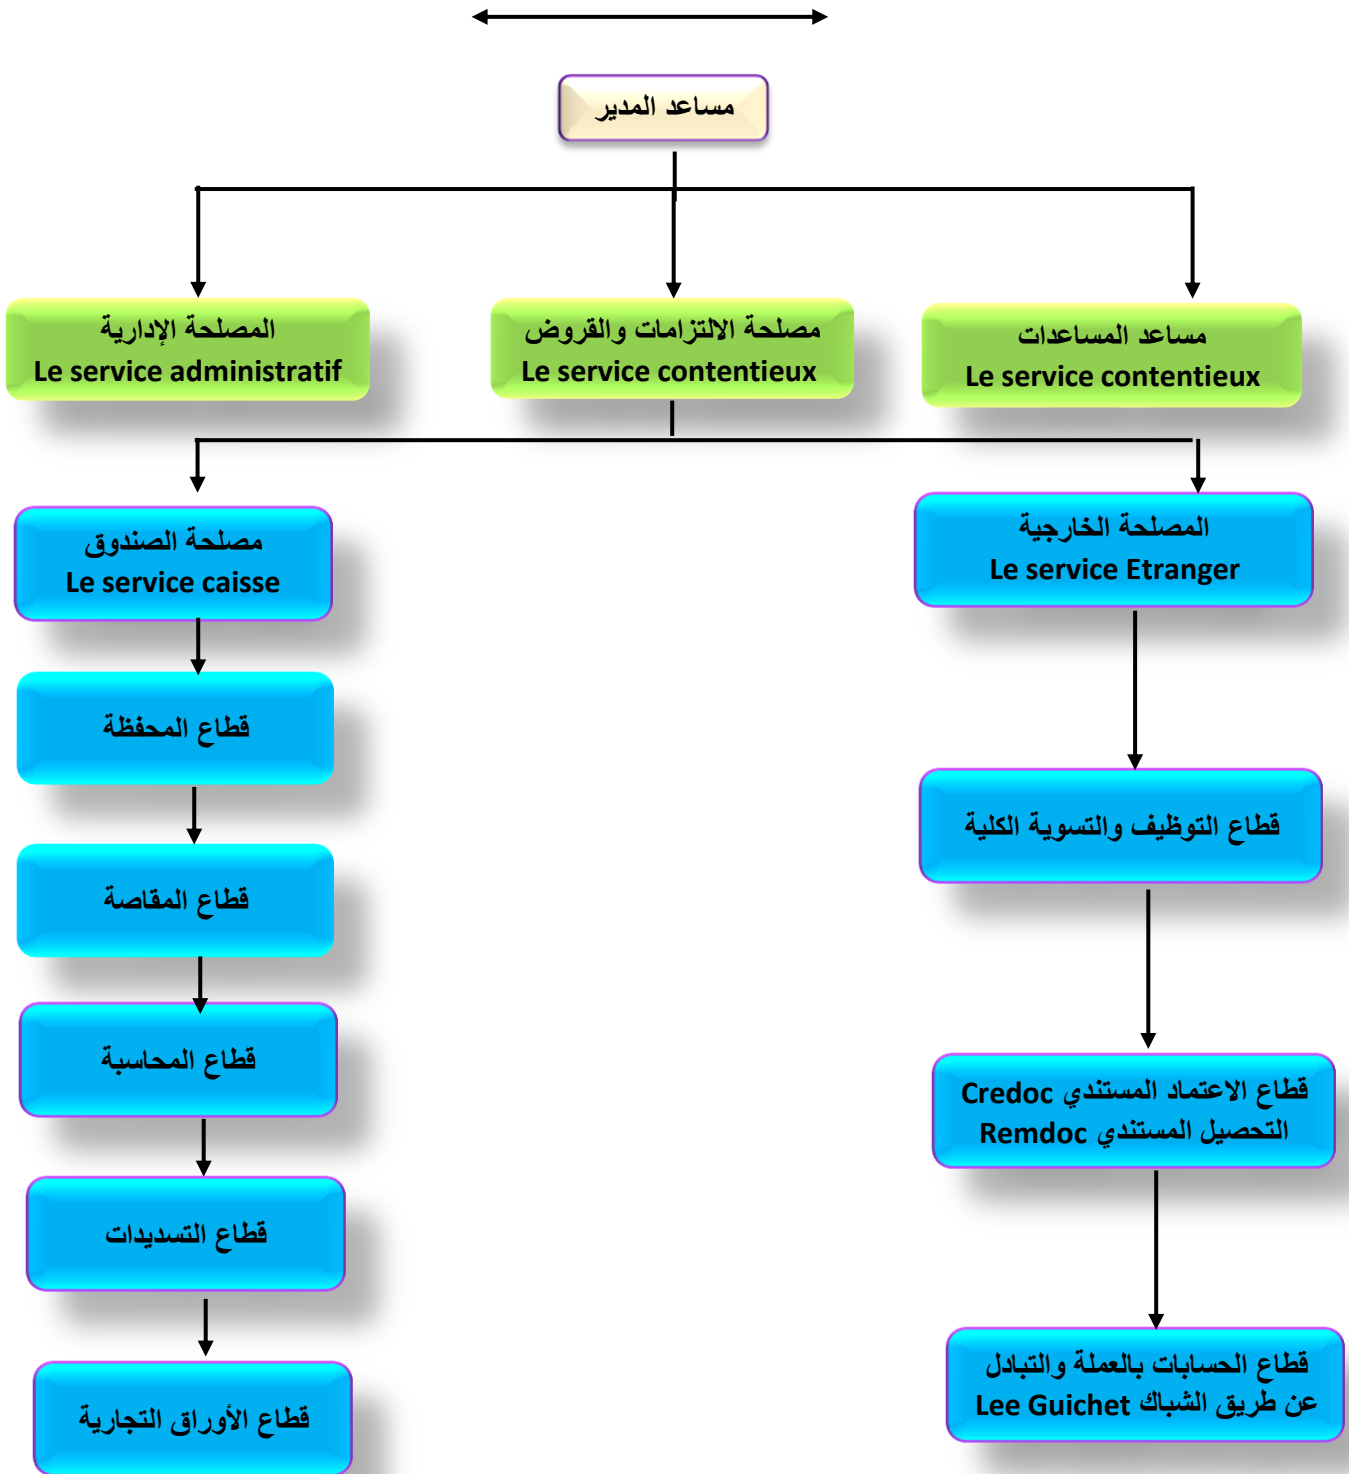 مساعد المدير
مساعد المساعدات
Le service contentieux
مصلحة الالتزامات والقروض
Le service contentieux
المصلحة الإدارية
Le service administratif
المصلحة الخارجية
Le service Etranger
مصلحة الصندوق
Le service caisse
قطاع المحفظة
قطاع التوظيف والتسوية الكلية
قطاع المقاصة
قطاع المحاسبة
قطاع الاعتماد المستندي Credoc
التحصيل المستندي Remdoc
قطاع التسديدات
قطاع الحسابات بالعملة والتبادل
عن طريق الشباك Lee Guichet
قطاع الأوراق التجارية